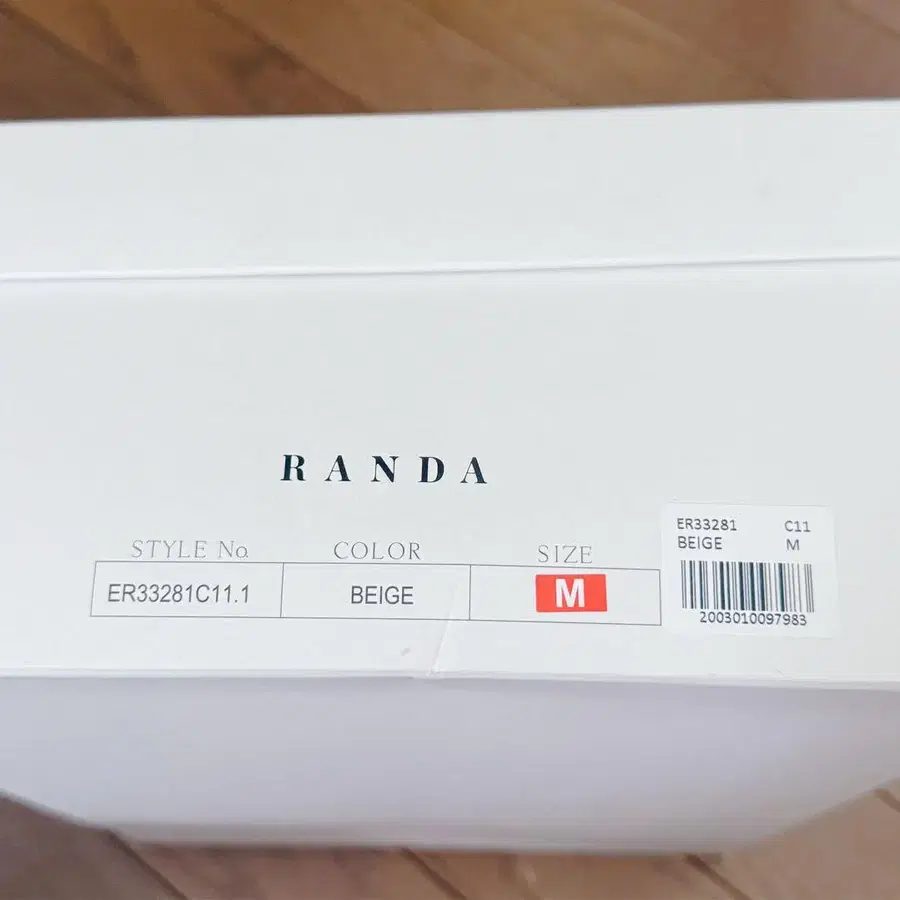 RANDA
STYLE No. COLOR SIZE
ER33281C11.1 BEIGE M
ER33281 C11
BEIGE M
2003010097983